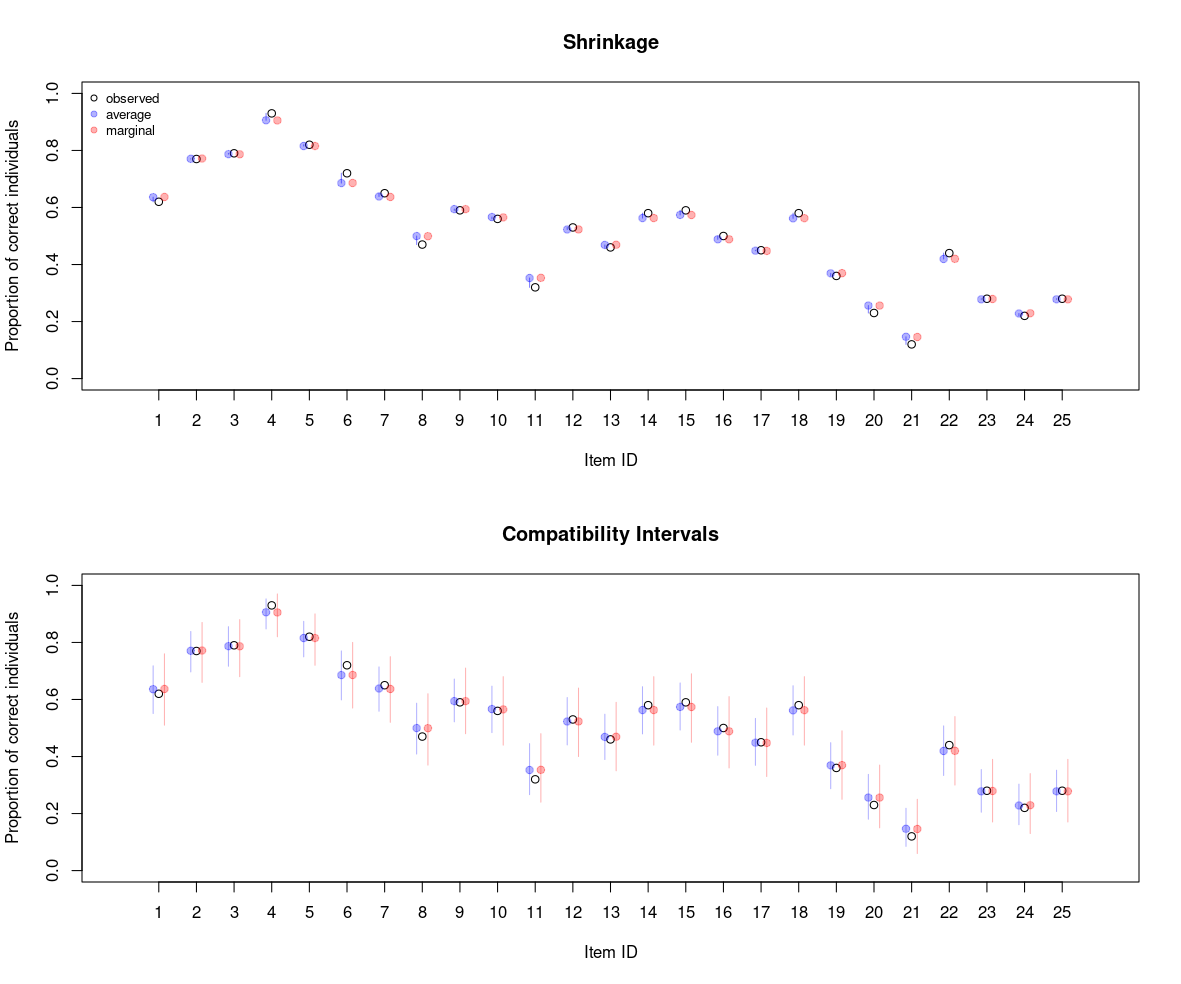 Shrinkage
Proportion of correct individuals
1.0
0.8
0.6
0.4
0.2
0.0
observed
average
marginal
1 2 3 4 5 6 7 8 9 10 11 12 13 14 15 16 17 18 19 20 21 22 23 24 25
Item ID
Compatibility Intervals
Proportion of correct individuals
1.0
0.8
0.6
0.4
0.2
0.0
1 2 3 4 5 6 7 8 9 10 11 12 13 14 15 16 17 18 19 20 21 22 23 24 25
Item ID